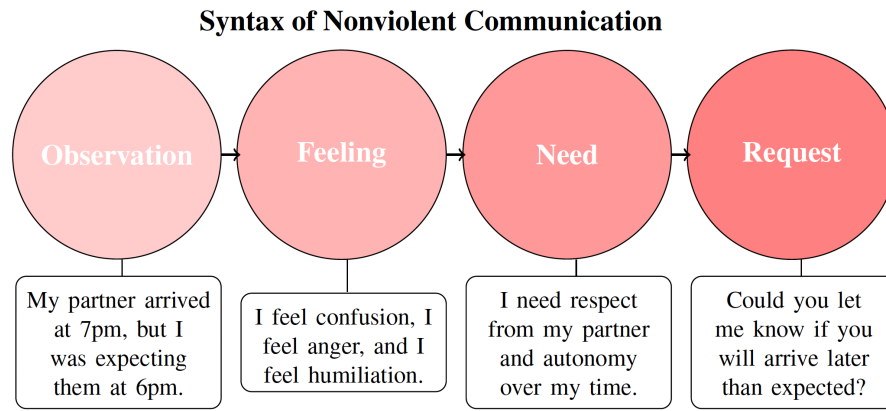 Syntax of Nonviolent Communication
Observation
Feeling
Need
Request
My partner arrived
at 7pm, but I
was expecting
them at 6pm.
I feel confusion, I
feel anger, and I
feel humiliation.
I need respect
from my partner
and autonomy
over my time.
Could you let
me know if you
will arrive later
than expected?